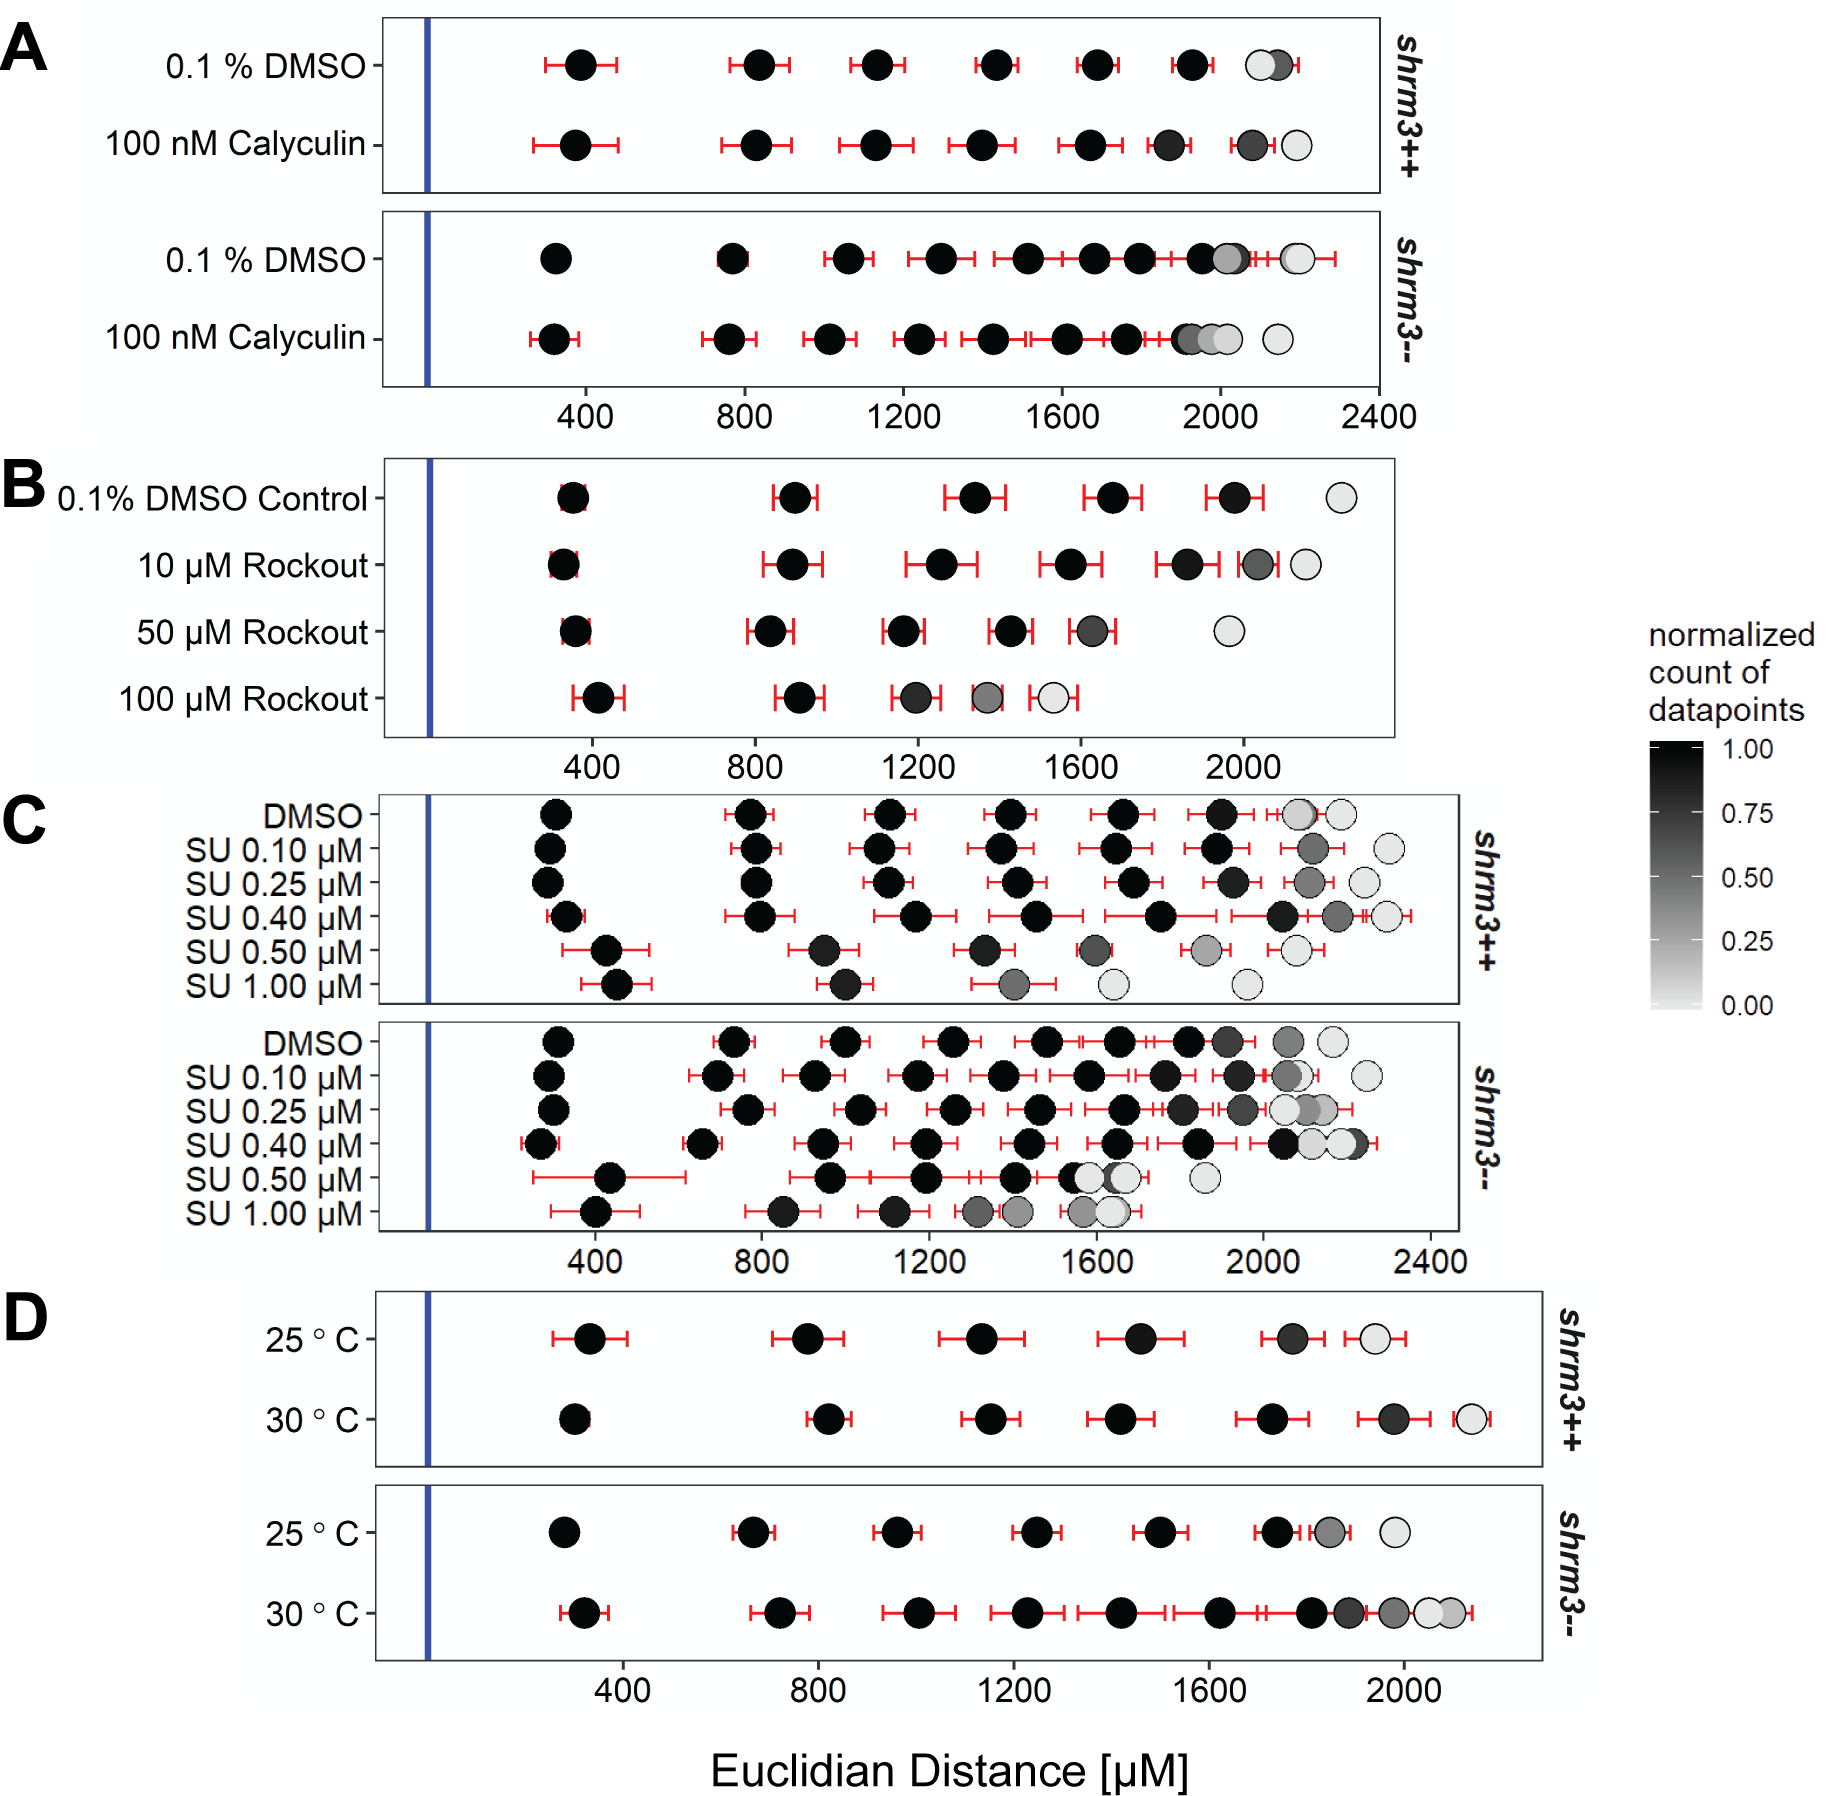 A
0.1 % DMSO
100 nM Calyculin
shrm3++
0.1 % DMSO
100 nM Calyculin
shrm3--
400 800 1200 1600 2000 2400
B
0.1% DMSO Control
10 µM Rockout
50 µM Rockout
100 µM Rockout
400 800 1200 1600 2000
normalized
count of
datapoints
1.00
0.75
0.50
0.25
0.00
C
DMSO
SU 0.10 µM
SU 0.25 µM
SU 0.40 µM
SU 0.50 µM
SU 1.00 µM
shrm3++
DMSO
SU 0.10 µM
SU 0.25 µM
SU 0.40 µM
SU 0.50 µM
SU 1.00 µM
shrm3--
400 800 1200 1600 2000 2400
D
25 ° C
30 ° C
shrm3++
25 ° C
30 ° C
shrm3--
400 800 1200 1600 2000
Euclidian Distance [µM]